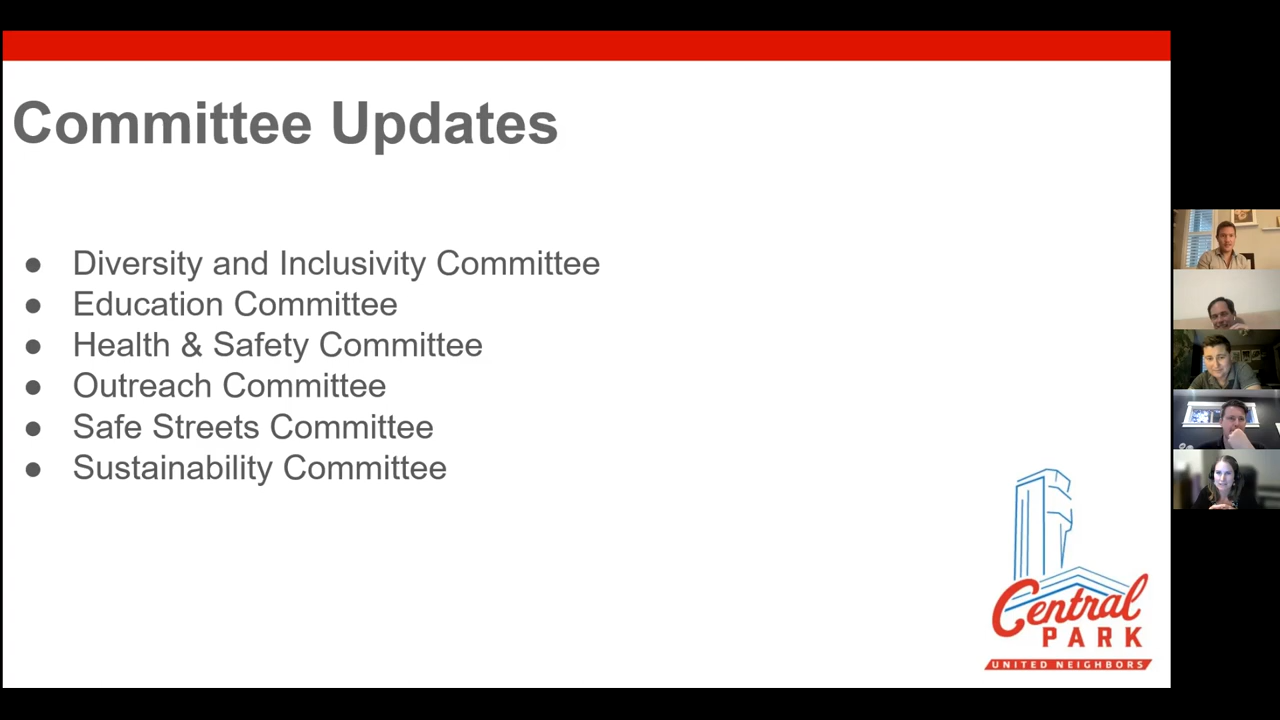 Committee Updates
● Diversity and Inclusivity Committee
● Education Committee
● Health & Safety Committee
● Outreach Committee
● Safe Streets Committee
● Sustainability Committee
Central
PARK
UNITED NEIGHBORS